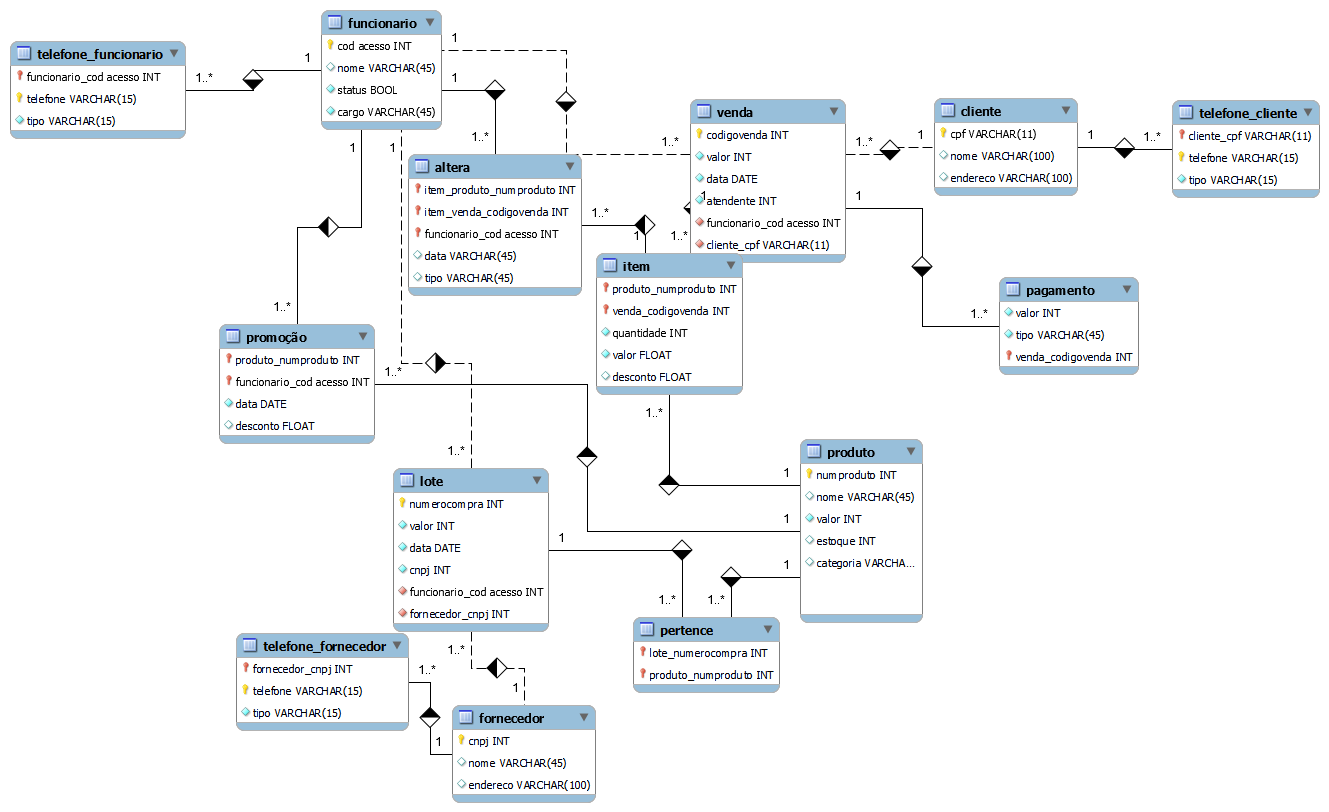 telefone_funcionario
funcionario_cod acesso INT
telefone VARCHAR(15)
tipo VARCHAR(15)
1..*
1
funcionario
cod acesso INT
nome VARCHAR(45)
status BOOL
cargo VARCHAR(45)
1
1
1..*
1
1
altera
item_produto_numproduto INT
item_venda_codigovenda INT
funcionario_cod acesso INT
data VARCHAR(45)
tipo VARCHAR(45)
1..*
1
1..*
venda
codigovenda INT
valor INT
data DATE
atendente INT
funcionario_cod acesso INT
cliente_cpf VARCHAR(11)
1
1..*
1..*
1
cliente
cpf VARCHAR(11)
nome VARCHAR(100)
endereco VARCHAR(100)
1
1..*
telefone_cliente
cliente_cpf VARCHAR(11)
telefone VARCHAR(15)
tipo VARCHAR(15)
1
1..*
item
produto_numproduto INT
venda_codigovenda INT
quantidade INT
valor FLOAT
desconto FLOAT
1..*
1
pagamento
valor INT
tipo VARCHAR(45)
venda_codigovenda INT
1..*
promoção
produto_numproduto INT
funcionario_cod acesso INT
data DATE
desconto FLOAT
1..*
1
1..*
lote
numerocompra INT
valor INT
data DATE
cnpj INT
funcionario_cod acesso INT
fornecedor_cnpj INT
1
1..*
produto
numproduto INT
nome VARCHAR(45)
valor INT
estoque INT
categoria VARCHA...
1
1..*
pertence
lote_numerocompra INT
produto_numproduto INT
telefone_fornecedor
fornecedor_cnpj INT
telefone VARCHAR(15)
tipo VARCHAR(15)
1..*
1
1..*
1
fornecedor
cnpj INT
nome VARCHAR(45)
endereco VARCHAR(100)